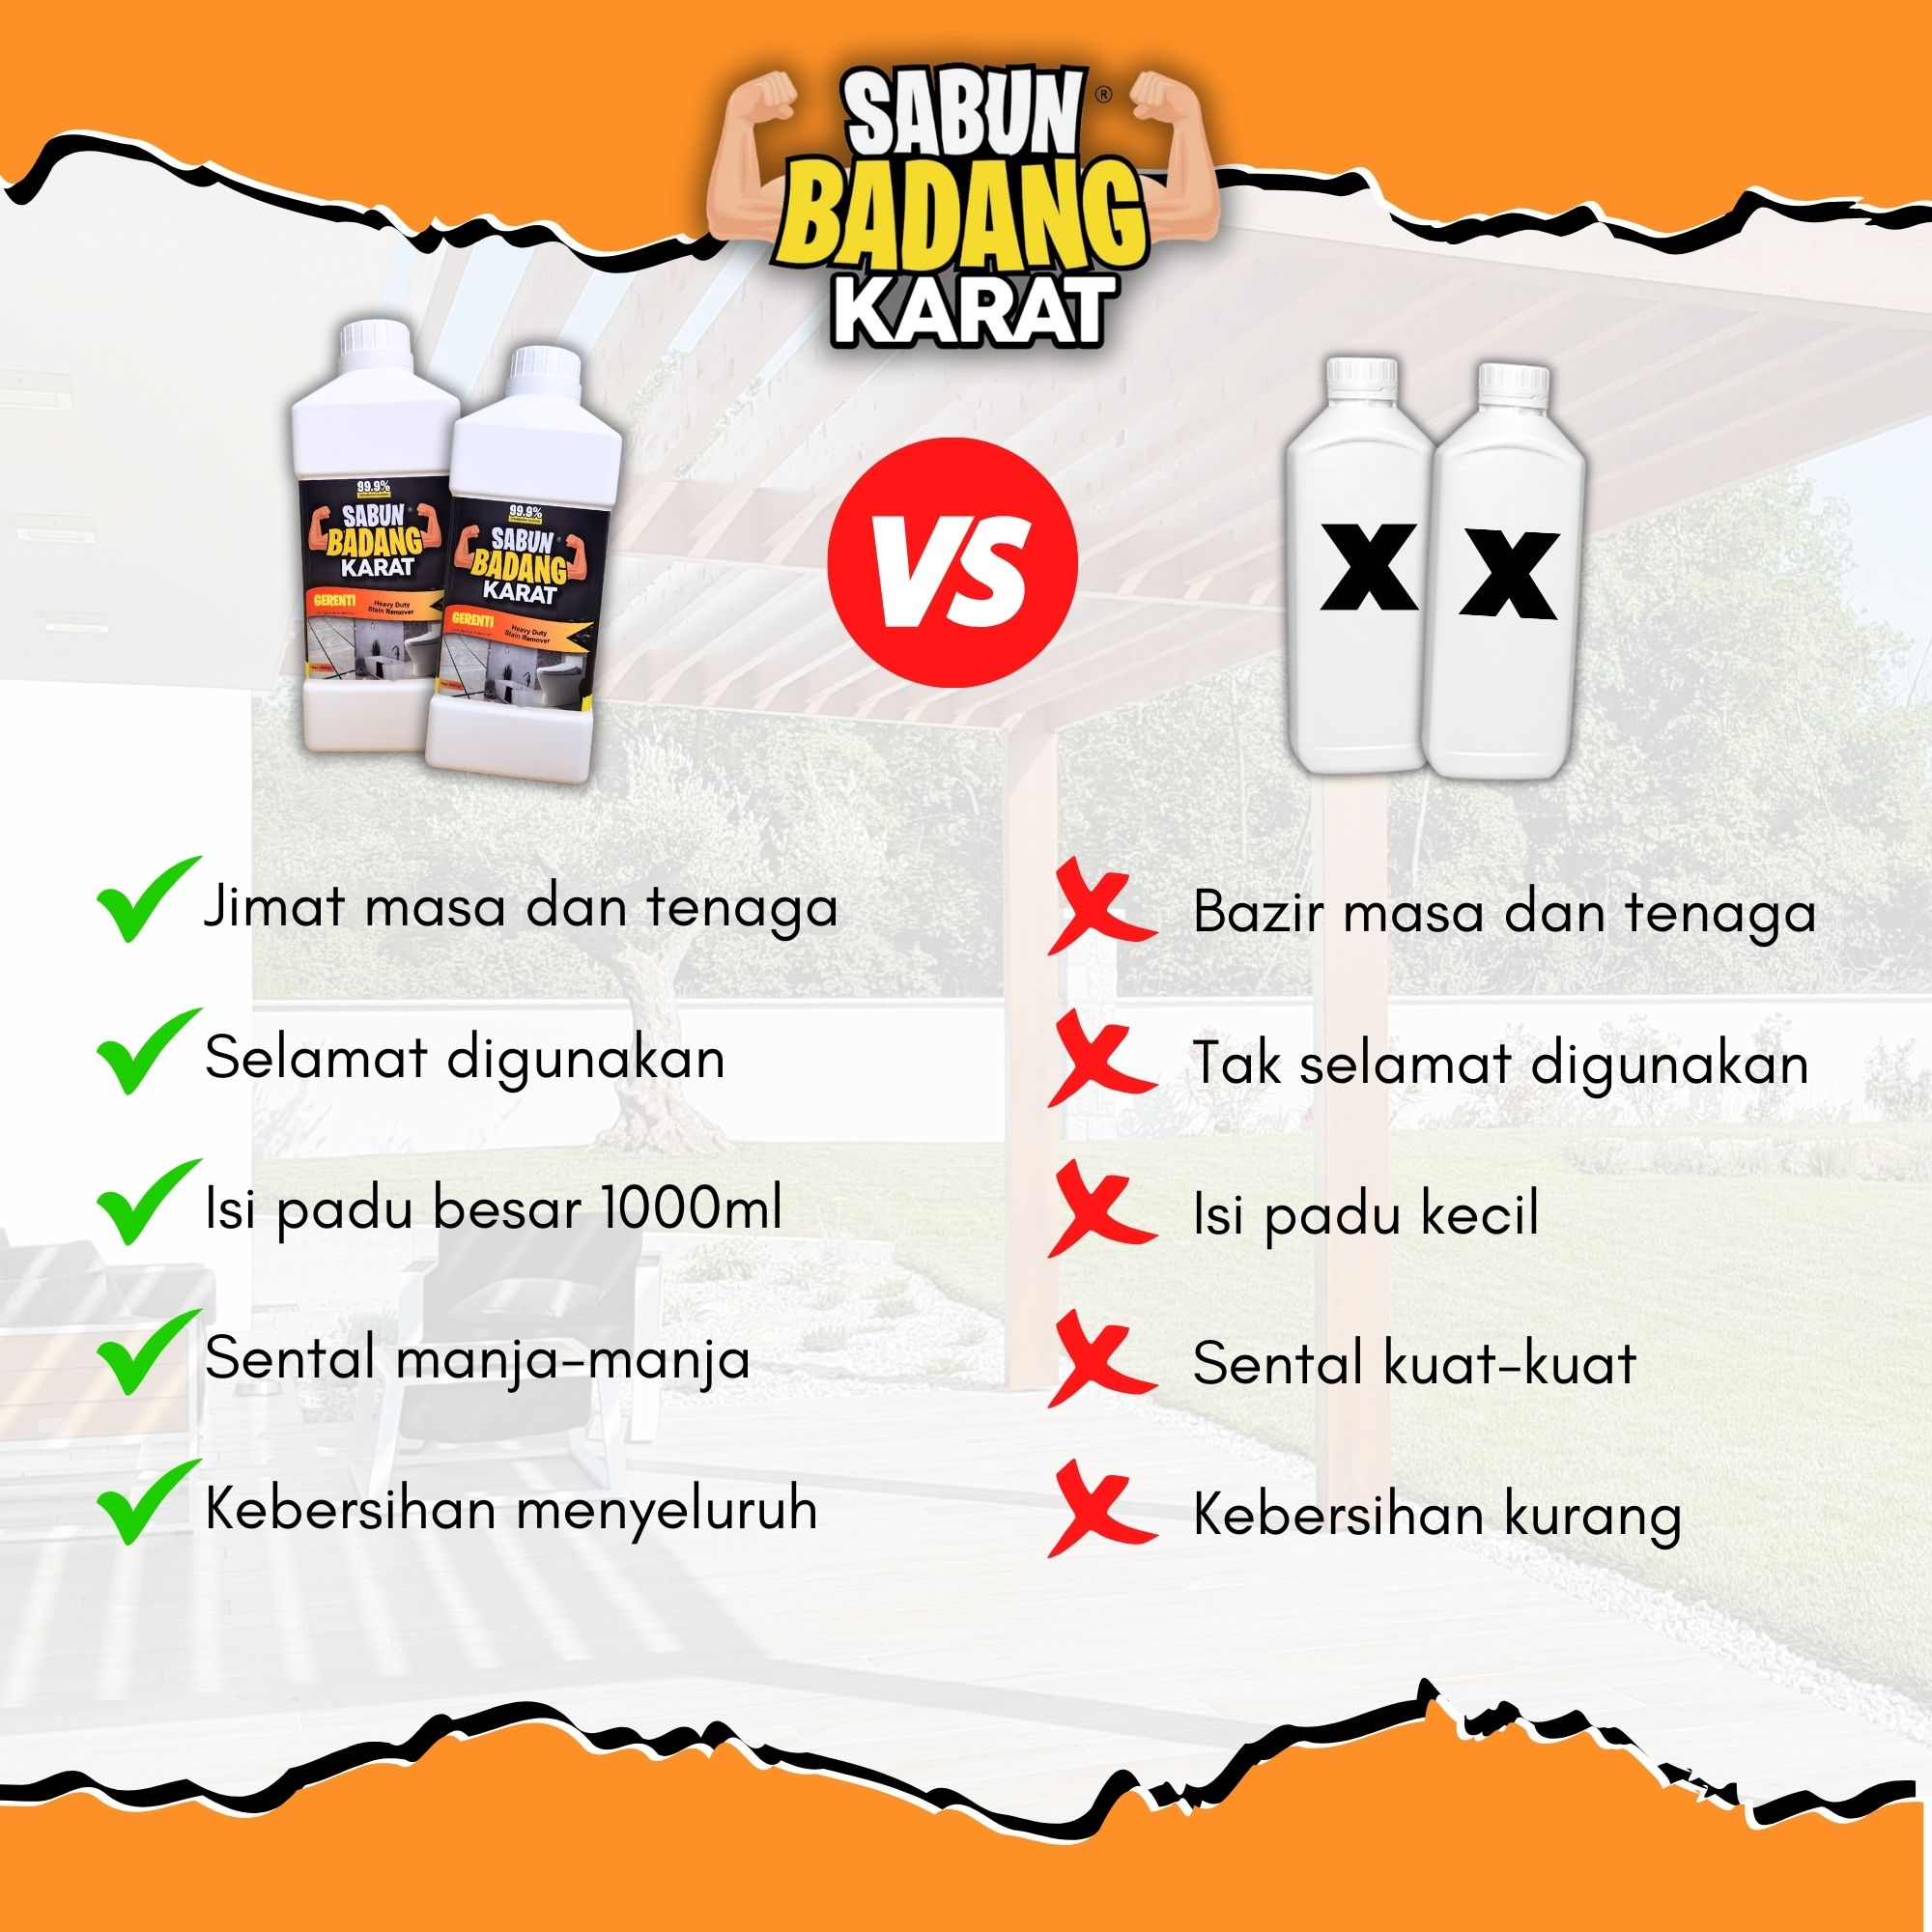 SABUN ®
BADANG
KARAT
99.9%
SABUN
BADANG
KARAT
GERENTI
Heavy Duty
Stain Remover
99.9%
SABUN
BADANG
KARAT
GERENTI
Heavy Duty
Stain Remover
VS
X X
Jimat masa dan tenaga
Bazir masa dan tenaga
Selamat digunakan
Tak selamat digunakan
Isi padu besar 1000ml
Isi padu kecil
Sental manja-manja
Sental kuat-kuat
Kebersihan menyeluruh
Kebersihan kurang